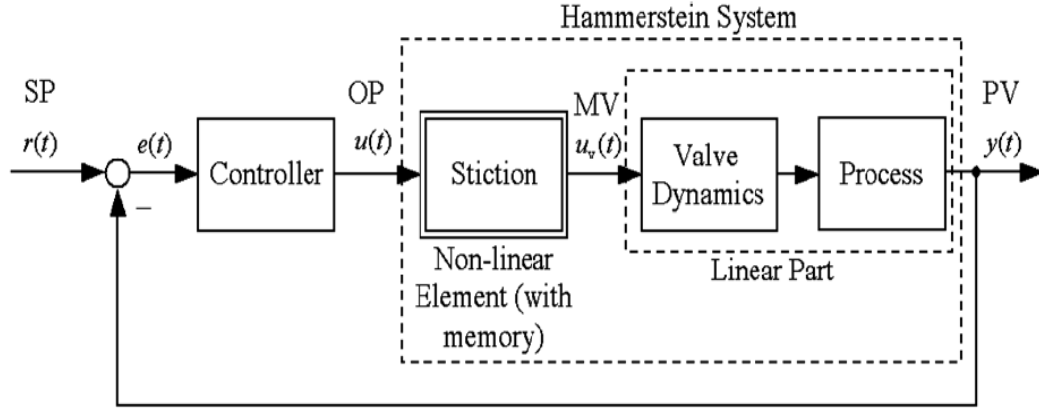 Hammerstein System
SP
OP
MV
PV
r(t)
e(t)
u(t)
uᵥ(t)
y(t)
Controller
Stiction
Valve
Dynamics
Process
−
Non-linear
Element (with
memory)
Linear Part